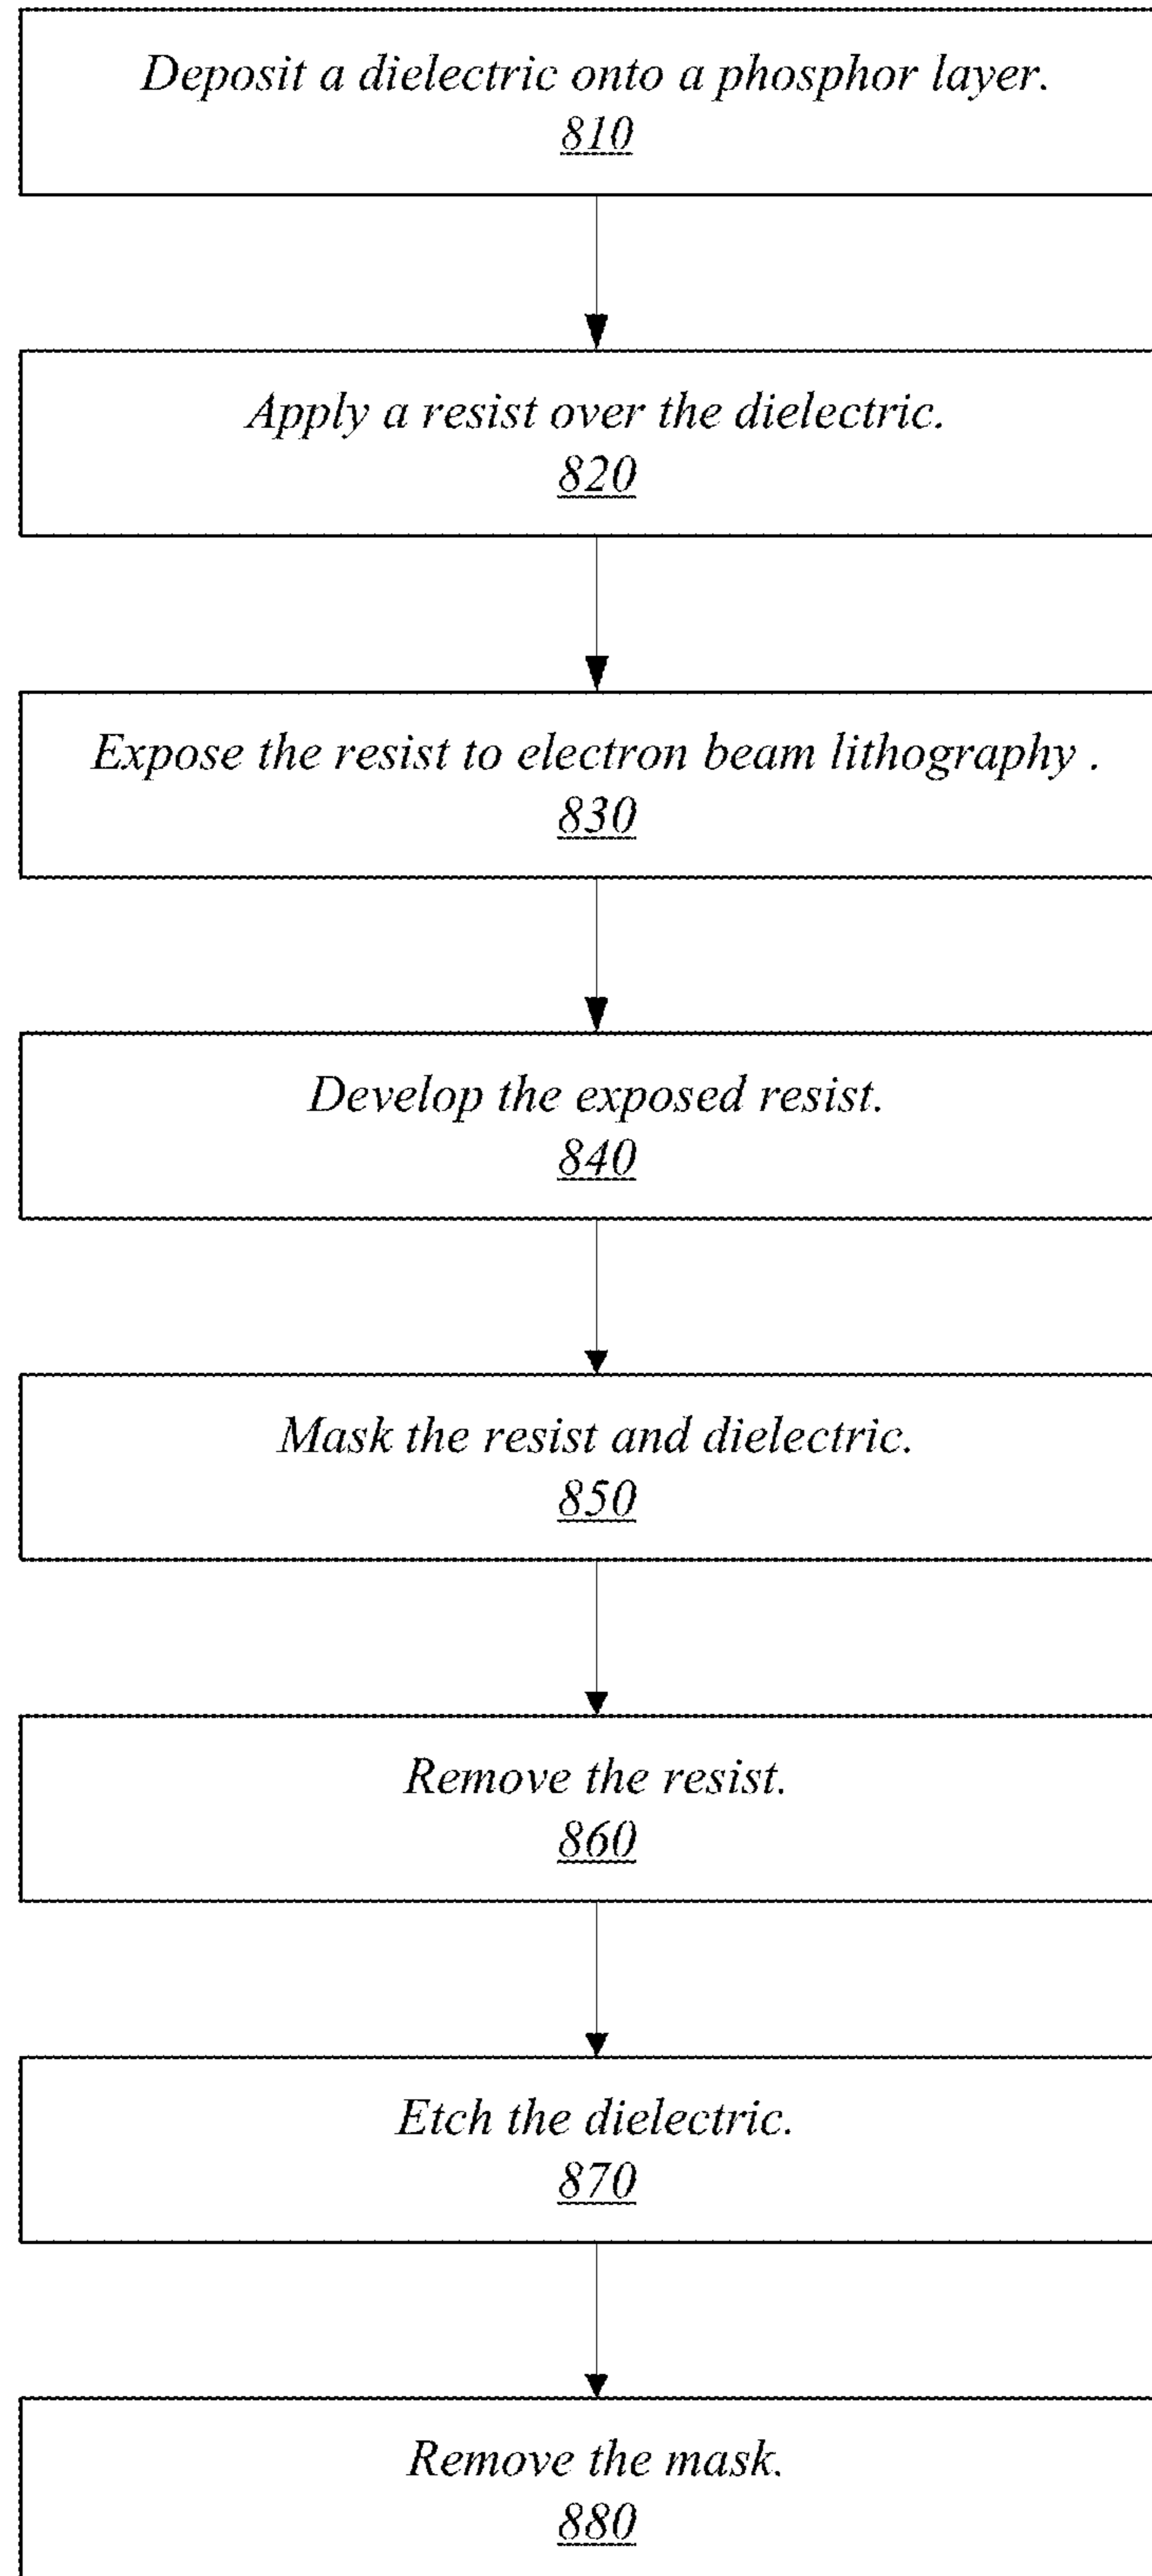 Deposit a dielectric onto a phosphor layer.
810
Apply a resist over the dielectric.
820
Expose the resist to electron beam lithography .
830
Develop the exposed resist.
840
Mask the resist and dielectric.
850
Remove the resist.
860
Etch the dielectric.
870
Remove the mask.
880